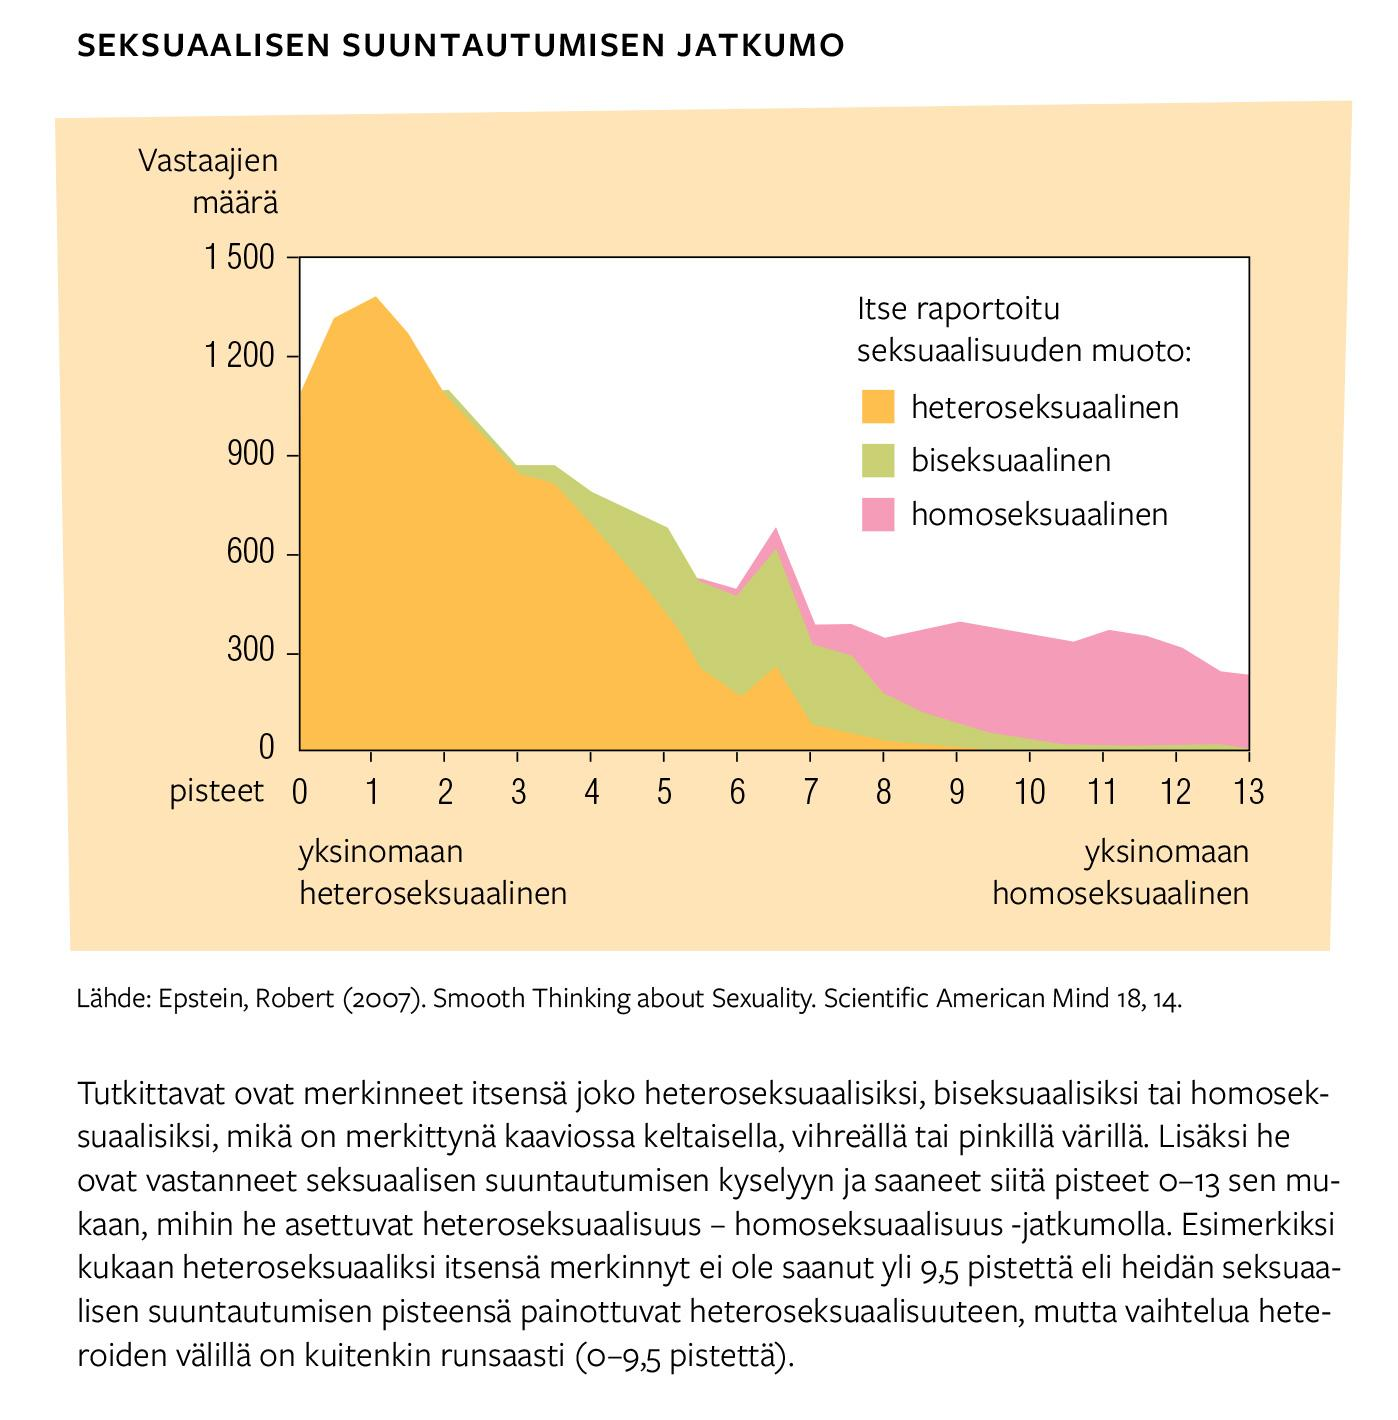 SEKSUAALISEN SUUNTAUTUMISEN JATKUMO
Vastaajien
määrä
1 500
1 200
900
600
300
0
Itse raportoitu
seksuaalisuuden muoto:
heteroseksuaalinen
biseksuaalinen
homoseksuaalinen
pisteet 0 1 2 3 4 5 6 7 8 9 10 11 12 13
yksinomaan
heteroseksuaalinen
yksinomaan
homoseksuaalinen
Lähde: Epstein, Robert (2007). Smooth Thinking about Sexuality. Scientific American Mind 18, 14.
Tutkittavat ovat merkinneet itsensä joko heteroseksuaalisiksi, biseksuaalisiksi tai homosek-
suaalisiksi, mikä on merkittynä kaaviossa keltaisella, vihreällä tai pinkillä värillä. Lisäksi he
ovat vastanneet seksuaalisen suuntautumisen kyselyyn ja saaneet siitä pisteet 0–13 sen mu-
kaan, mihin he asettuvat heteroseksuaalisuus – homoseksuaalisuus -jatkumolla. Esimerkiksi
kukaan heteroseksuaaliksi itsensä merkinnyt ei ole saanut yli 9,5 pistettä eli heidän seksuaa-
lisen suuntautumisen pisteensä painottuvat heteroseksuaalisuuteen, mutta vaihtelua hete-
roiden välillä on kuitenkin runsaasti (0–9,5 pistettä).